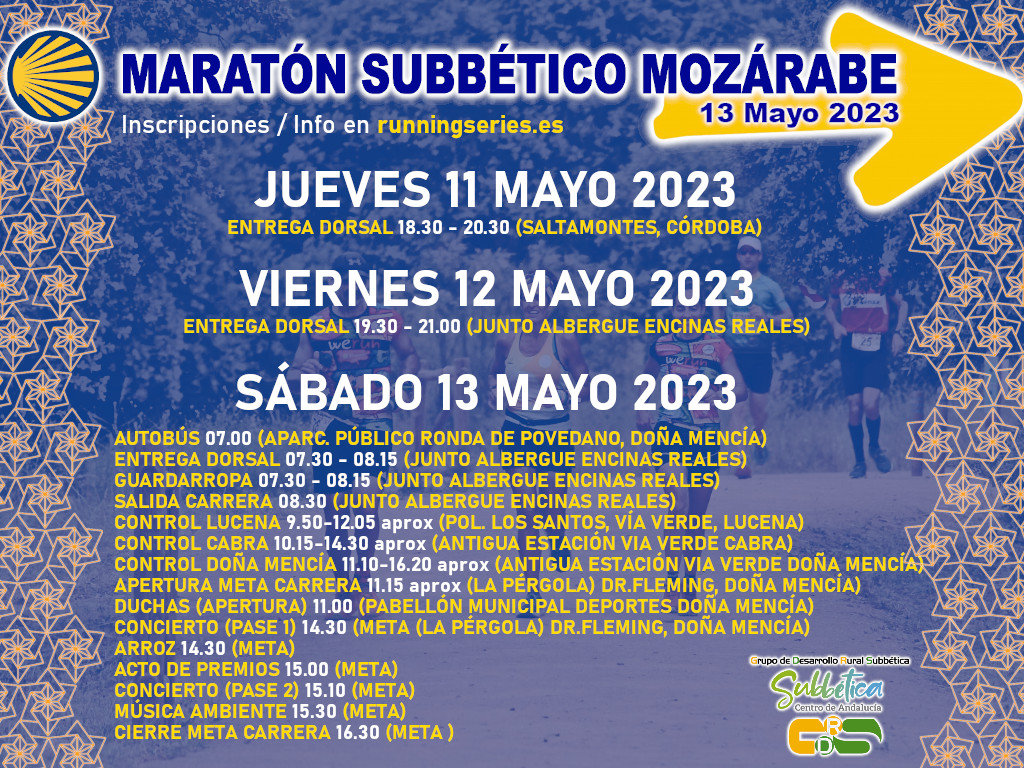 MARATÓN SUBBÉTICO MOZÁRABE
13 Mayo 2023
Inscripciones / Info en runningseries.es
JUEVES 11 MAYO 2023
ENTREGA DORSAL 18.30 - 20.30 (SALTAMONTES, CÓRDOBA)
VIERNES 12 MAYO 2023
ENTREGA DORSAL 19.30 - 21.00 (JUNTO ALBERGUE ENCINAS REALES)
SÁBADO 13 MAYO 2023
AUTOBÚS 07.00 (APARC. PÚBLICO RONDA DE POVEDANO, DOÑA MENCÍA)
ENTREGA DORSAL 07.30 - 08.15 (JUNTO ALBERGUE ENCINAS REALES)
GUARDARROPA 07.30 - 08.15 (JUNTO ALBERGUE ENCINAS REALES)
SALIDA CARRERA 08.30 (JUNTO ALBERGUE ENCINAS REALES)
CONTROL LUCENA 9.50-12.05 aprox (POL. LOS SANTOS, VÍA VERDE, LUCENA)
CONTROL CABRA 10.15-14.30 aprox (ANTIGUA ESTACIÓN VIA VERDE CABRA)
CONTROL DOÑA MENCÍA 11.10-16.20 aprox (ANTIGUA ESTACIÓN VIA VERDE DOÑA MENCÍA)
APERTURA META CARRERA 11.15 aprox (LA PÉRGOLA) DR.FLEMING, DOÑA MENCÍA)
DUCHAS (APERTURA) 11.00 (PABELLÓN MUNICIPAL DEPORTES DOÑA MENCÍA)
CONCIERTO (PASE 1) 14.30 (META (LA PÉRGOLA) DR.FLEMING, DOÑA MENCÍA)
ARROZ 14.30 (META)
ACTO DE PREMIOS 15.00 (META)
CONCIERTO (PASE 2) 15.10 (META)
MÚSICA AMBIENTE 15.30 (META)
CIERRE META CARRERA 16.30 (META )
Grupo de Desarrollo Rural Subbética
Subbética
Centro de Andalucía
GDRS
werun